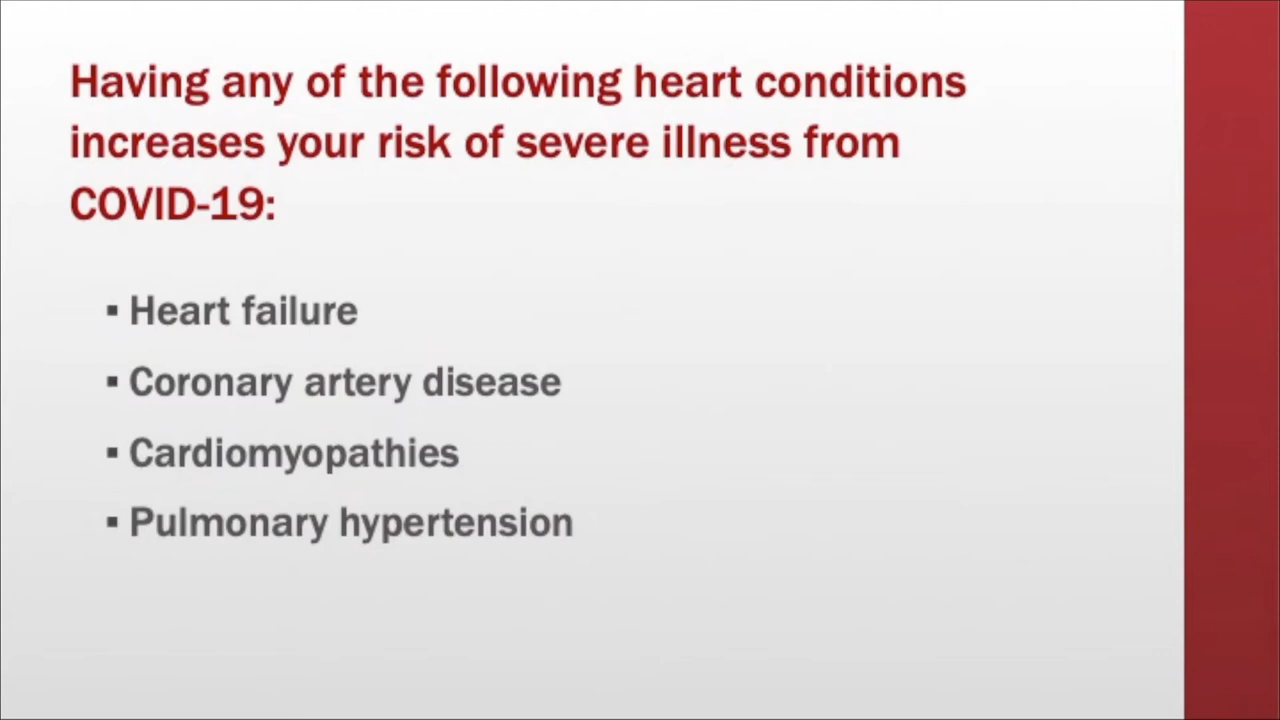 Having any of the following heart conditions
increases your risk of severe illness from
COVID-19:
▪ Heart failure
▪ Coronary artery disease
▪ Cardiomyopathies
▪ Pulmonary hypertension